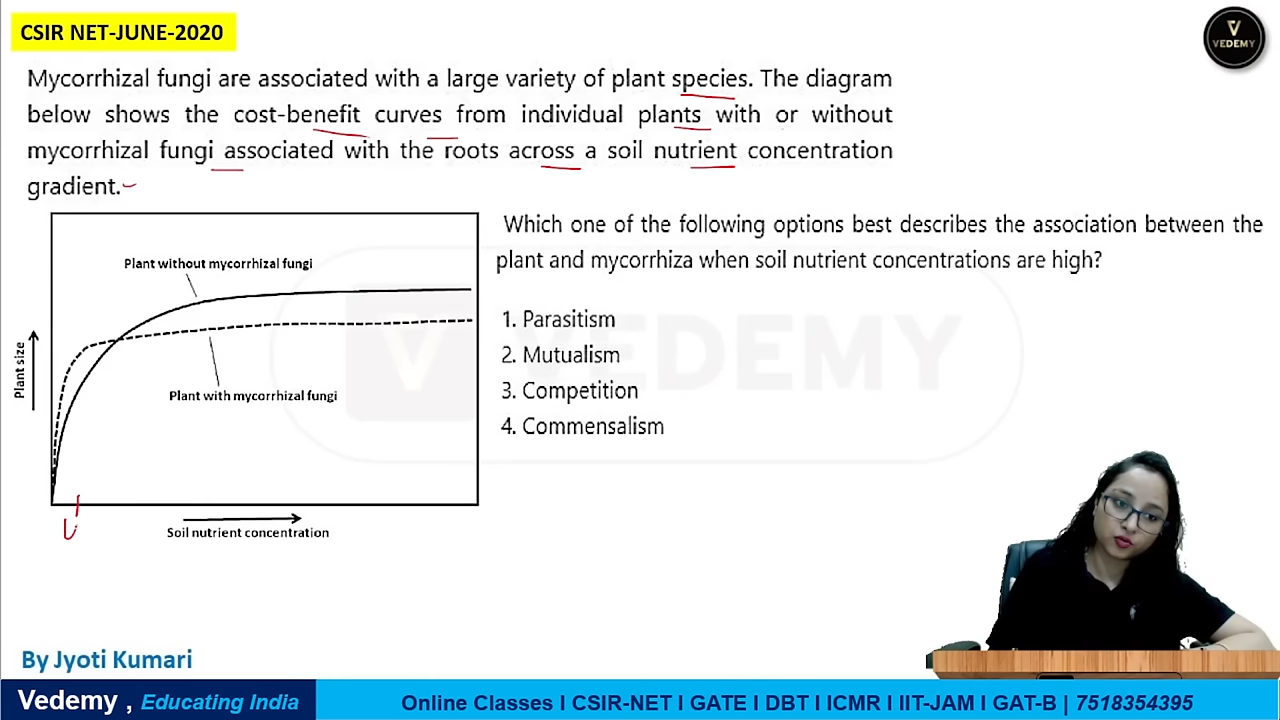 CSIR NET-JUNE-2020
VEDEMY
Mycorrhizal fungi are associated with a large variety of plant species. The diagram
below shows the cost-benefit curves from individual plants with or without
mycorrhizal fungi associated with the roots across a soil nutrient concentration
gradient.
Plant without mycorrhizal fungi
Plant with mycorrhizal fungi
Plant size
Soil nutrient concentration
Which one of the following options best describes the association between the
plant and mycorrhiza when soil nutrient concentrations are high?
1. Parasitism
2. Mutualism
3. Competition
4. Commensalism
VEDEMY
By Jyoti Kumari
Vedemy , Educating India
Online Classes I CSIR-NET I GATE I DBT I ICMR I IIT-JAM I GAT-B | 7518354395